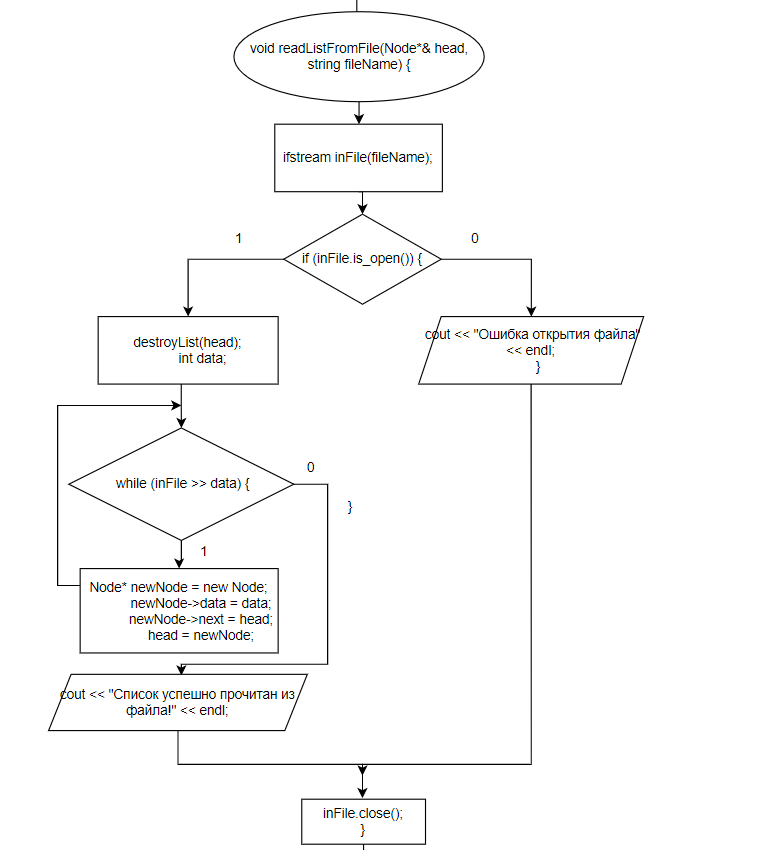 void readListFromFile(Node*& head,
string fileName) {
ifstream inFile(fileName);
1
0
if (inFile.is_open()) {
destroyList(head);
int data;
cout << "Ошибка открытия файла"
<< endl;
}
while (inFile >> data) {
0
}
1
Node* newNode = new Node;
newNode->data = data;
newNode->next = head;
head = newNode;
cout << "Список успешно прочитан из
файла!" << endl;
inFile.close();
}